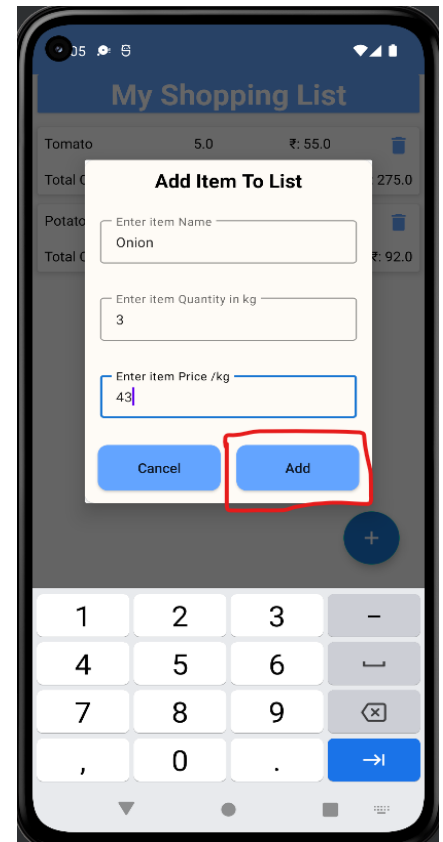 05
My Shopping List
Tomato 5.0 ₹: 55.0
Total 275.0
Add Item To List
Potato
Enter item Name
Onion
Total ₹: 92.0
Enter item Quantity in kg
3
Enter item Price /kg
43
Cancel Add
+
1 2 3 –
4 5 6
7 8 9
, 0 .